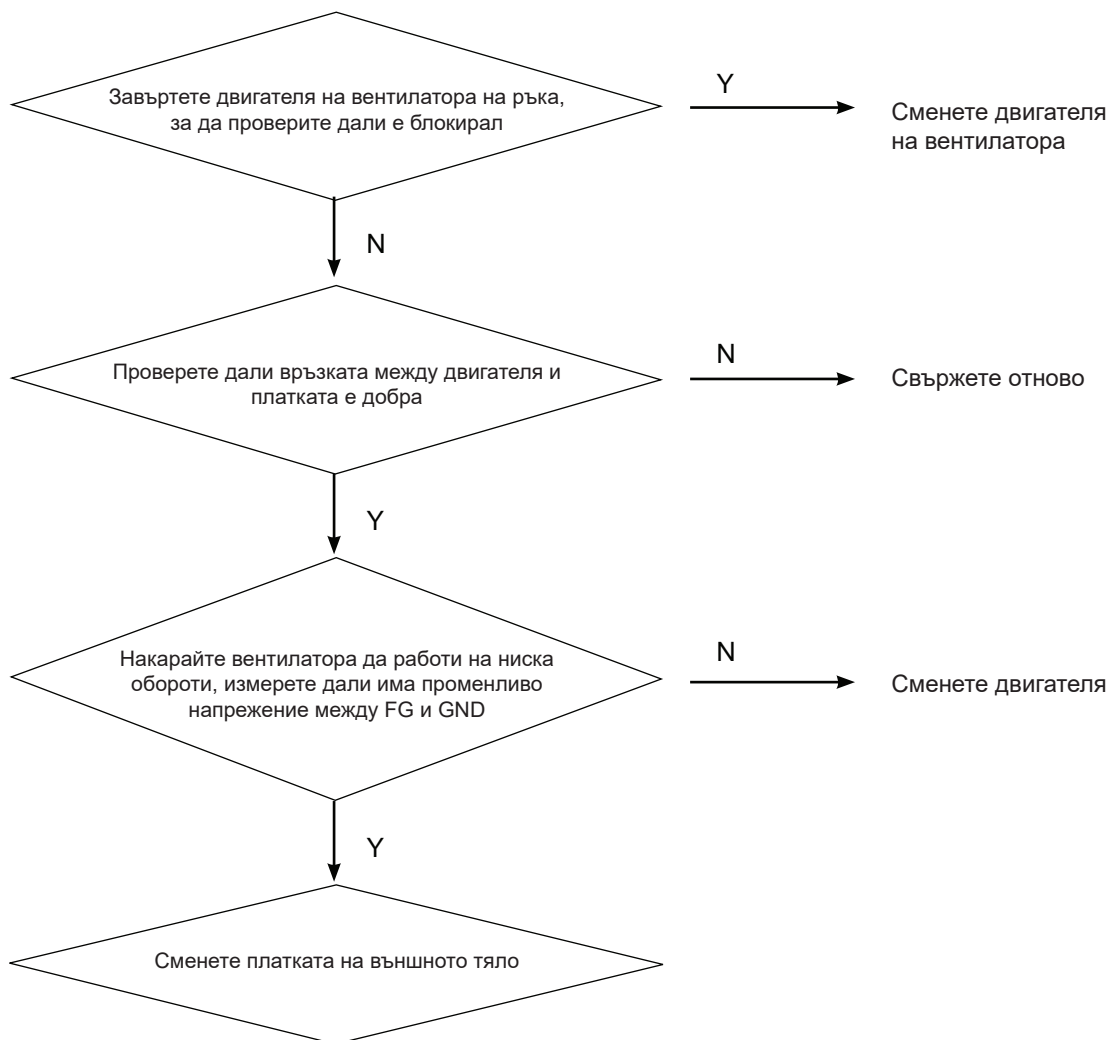 Завъртете двигателя на вентилатора на ръка,
за да проверите дали е блокирал
Y
Сменете двигателя
на вентилатора
N
Проверете дали връзката между двигателя и
платката е добра
N
Свържете отново
Y
Накарайте вентилатора да работи на ниска
обороти, измерете дали има променливо
напрежение между FG и GND
N
Сменете двигателя
Y
Сменете платката на външното тяло